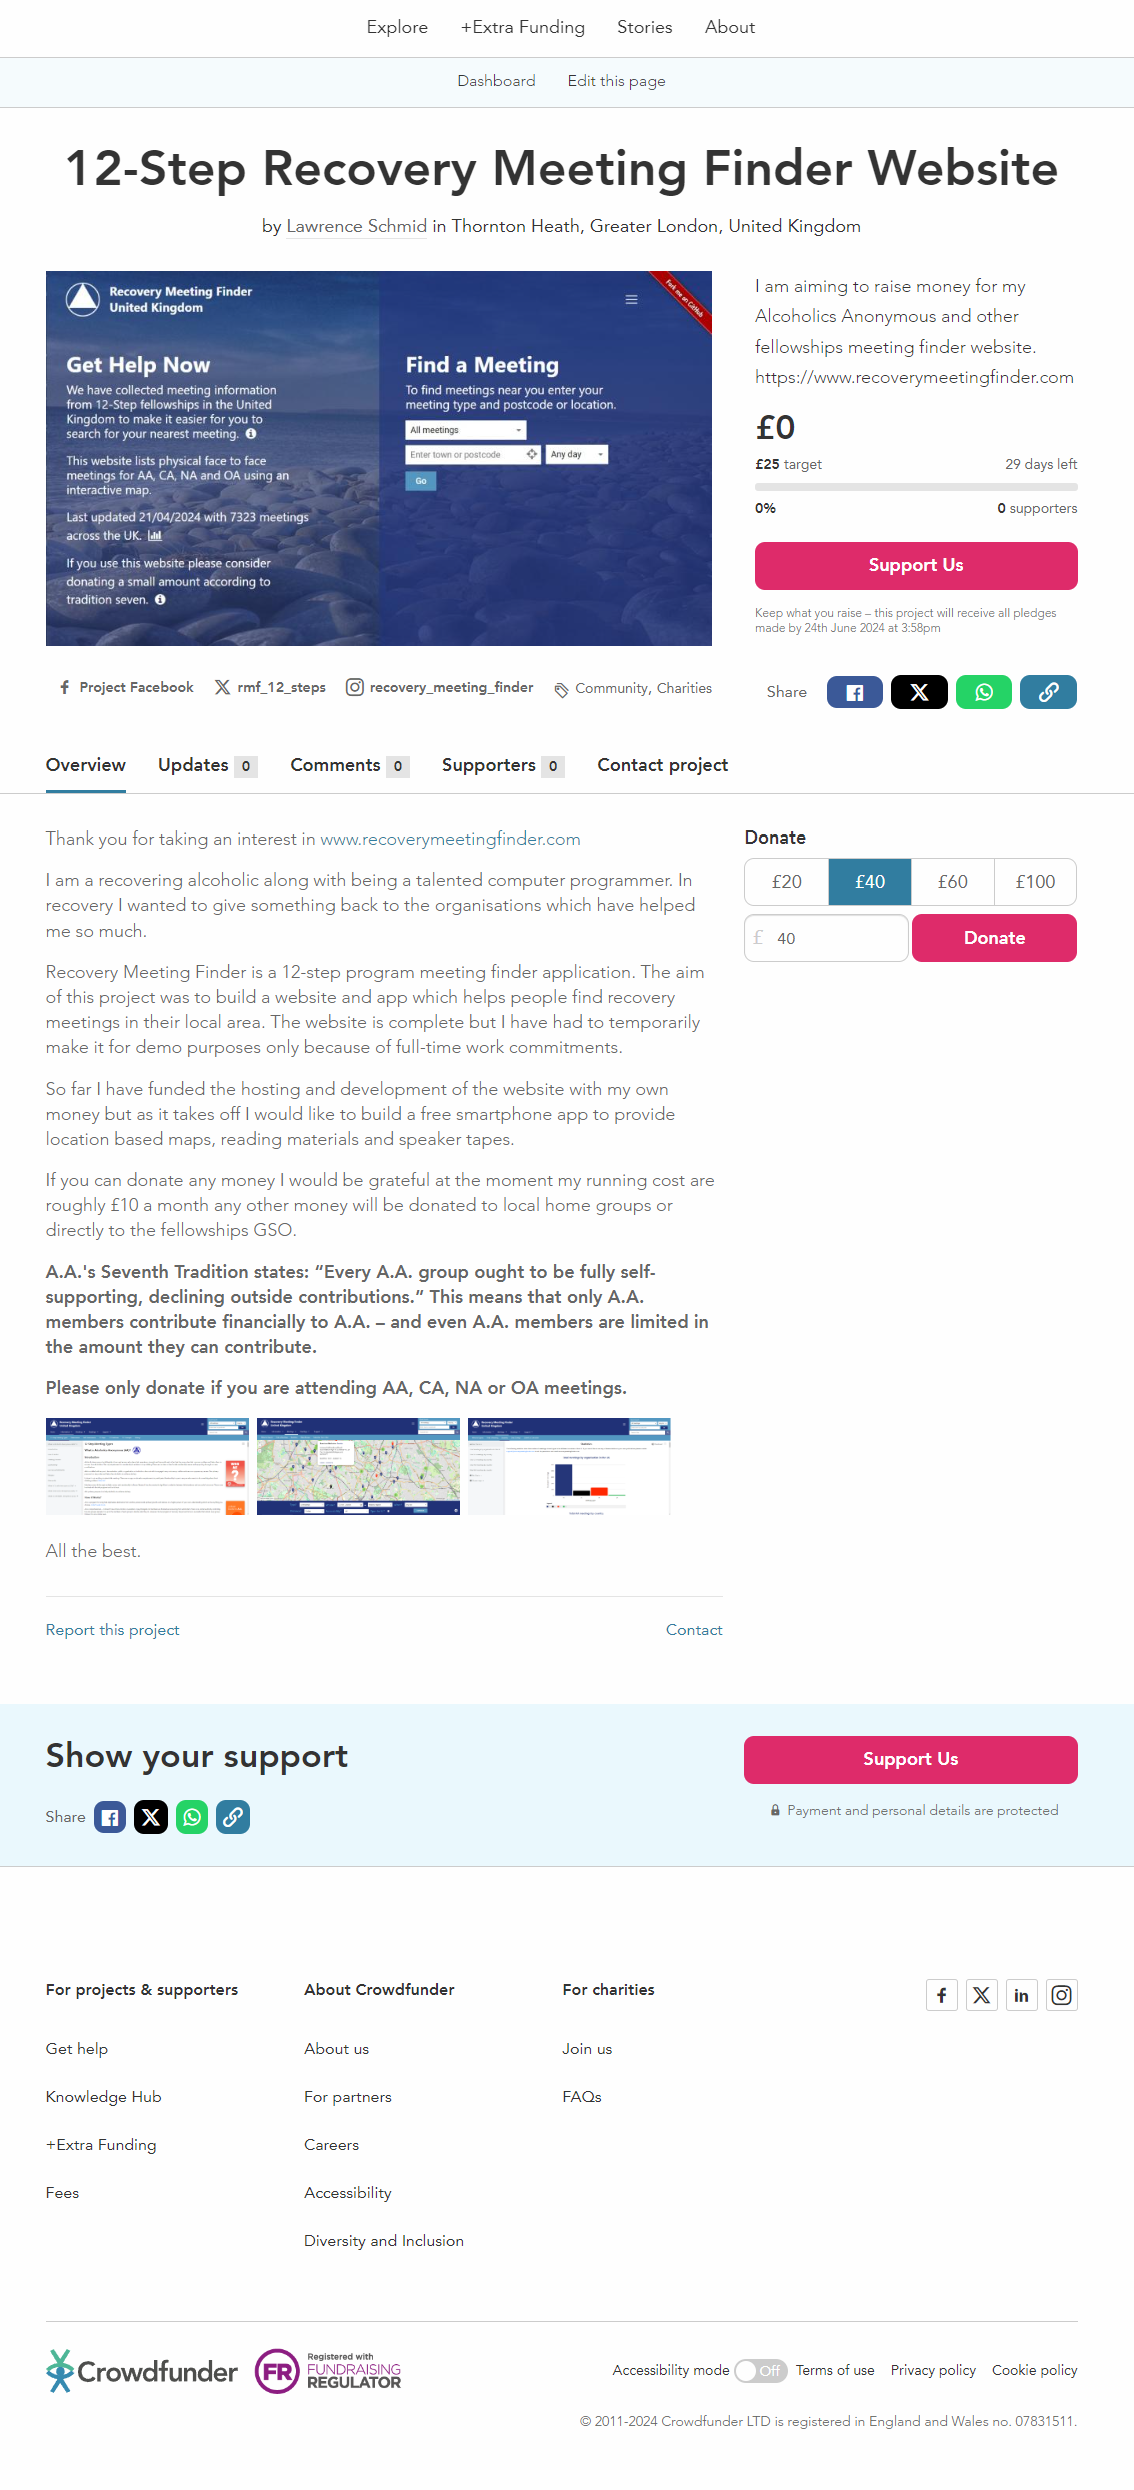 Explore +Extra Funding Stories About
Dashboard Edit this page
12-Step Recovery Meeting Finder Website
by Lawrence Schmid in Thornton Heath, Greater London, United Kingdom
Recovery Meeting Finder
United Kingdom
Fork me on GitHub
Get Help Now
We have collected meeting information
from 12-Step fellowships in the United
Kingdom to make it easier for you to
search for your nearest meeting.
This website lists physical face to face
meetings for AA, CA, NA and OA using an
interactive map.
Last updated 21/04/2024 with 7323 meetings
across the UK.
If you use this website please consider
donating a small amount according to
tradition seven.
Find a Meeting
To find meetings near you enter your
meeting type and postcode or location.
All meetings
Enter town or postcode Any day
Go
I am aiming to raise money for my
Alcoholics Anonymous and other
fellowships meeting finder website.
https://www.recoverymeetingfinder.com
£0
£25 target 29 days left
0% 0 supporters
Support Us
Keep what you raise – this project will receive all pledges
made by 24th June 2024 at 3:58pm
Project Facebook rmf_12_steps recovery_meeting_finder Community, Charities
Share
Overview Updates 0 Comments 0 Supporters 0 Contact project
Thank you for taking an interest in www.recoverymeetingfinder.com
I am a recovering alcoholic along with being a talented computer programmer. In
recovery I wanted to give something back to the organisations which have helped
me so much.
Recovery Meeting Finder is a 12-step program meeting finder application. The aim
of this project was to build a website and app which helps people find recovery
meetings in their local area. The website is complete but I have had to temporarily
make it for demo purposes only because of full-time work commitments.
So far I have funded the hosting and development of the website with my own
money but as it takes off I would like to build a free smartphone app to provide
location based maps, reading materials and speaker tapes.
If you can donate any money I would be grateful at the moment my running cost are
roughly £10 a month any other money will be donated to local home groups or
directly to the fellowships GSO.
A.A.'s Seventh Tradition states: “Every A.A. group ought to be fully self-
supporting, declining outside contributions.” This means that only A.A.
members contribute financially to A.A. – and even A.A. members are limited in
the amount they can contribute.
Please only donate if you are attending AA, CA, NA or OA meetings.
Donate
£20 £40 £60 £100
£ 40 Donate
All the best.
Report this project Contact
Show your support
Share
Support Us
Payment and personal details are protected
For projects & supporters
Get help
Knowledge Hub
+Extra Funding
Fees
About Crowdfunder
About us
For partners
Careers
Accessibility
Diversity and Inclusion
For charities
Join us
FAQs
Crowdfunder
FR
Registered with
FUNDRAISING
REGULATOR
Accessibility mode Off Terms of use Privacy policy Cookie policy
© 2011-2024 Crowdfunder LTD is registered in England and Wales no. 07831511.